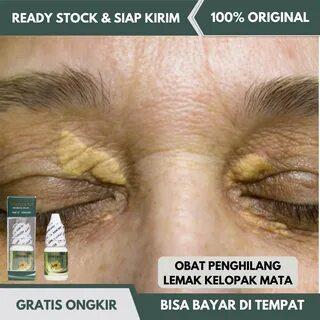 READY STOCK & SIAP KIRIM
100% ORIGINAL
OBAT PENGHILANG
LEMAK KELOPAK MATA
GRATIS ONGKIR
BISA BAYAR DI TEMPAT